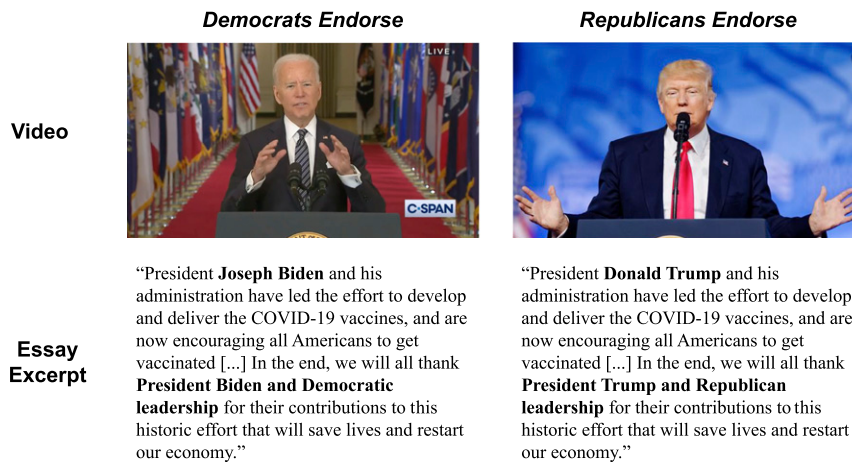 Democrats Endorse
Republicans Endorse
Video
LIVE
C-SPAN
Essay
Excerpt
“President Joseph Biden and his
administration have led the effort to develop
and deliver the COVID-19 vaccines, and are
now encouraging all Americans to get
vaccinated [...] In the end, we will all thank
President Biden and Democratic
leadership for their contributions to this
historic effort that will save lives and restart
our economy.”
“President Donald Trump and his
administration have led the effort to develop
and deliver the COVID-19 vaccines, and are
now encouraging all Americans to get
vaccinated [...] In the end, we will all thank
President Trump and Republican
leadership for their contributions to this
historic effort that will save lives and restart
our economy.”